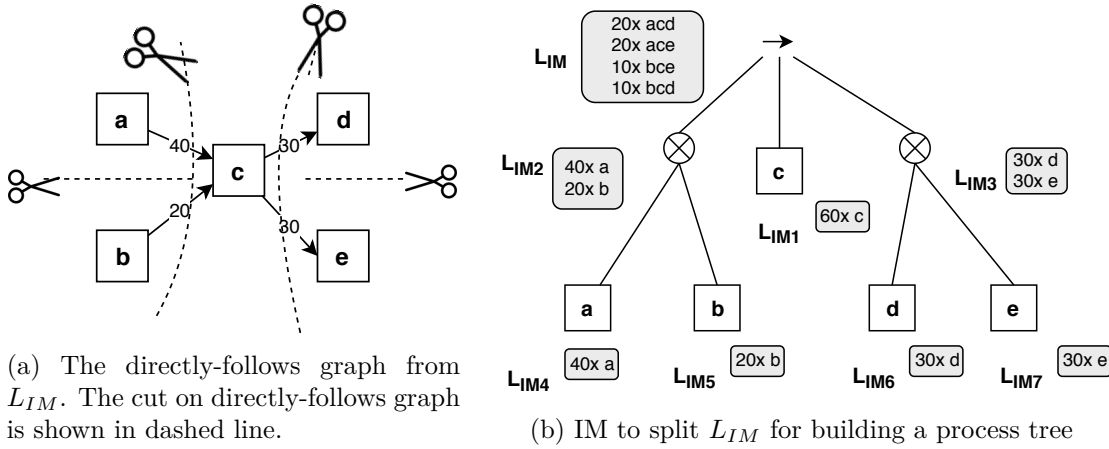 a
b
c
d
e
40
20
30
30
(a) The directly-follows graph from
L_IM. The cut on directly-follows graph
is shown in dashed line.
L_IM
20x acd
20x ace
10x bce
10x bcd
→
L_IM2
40x a
20x b
c
L_IM1
60x c
L_IM3
30x d
30x e
a
b
d
e
L_IM4
40x a
L_IM5
20x b
L_IM6
30x d
L_IM7
30x e
(b) IM to split L_IM for building a process tree